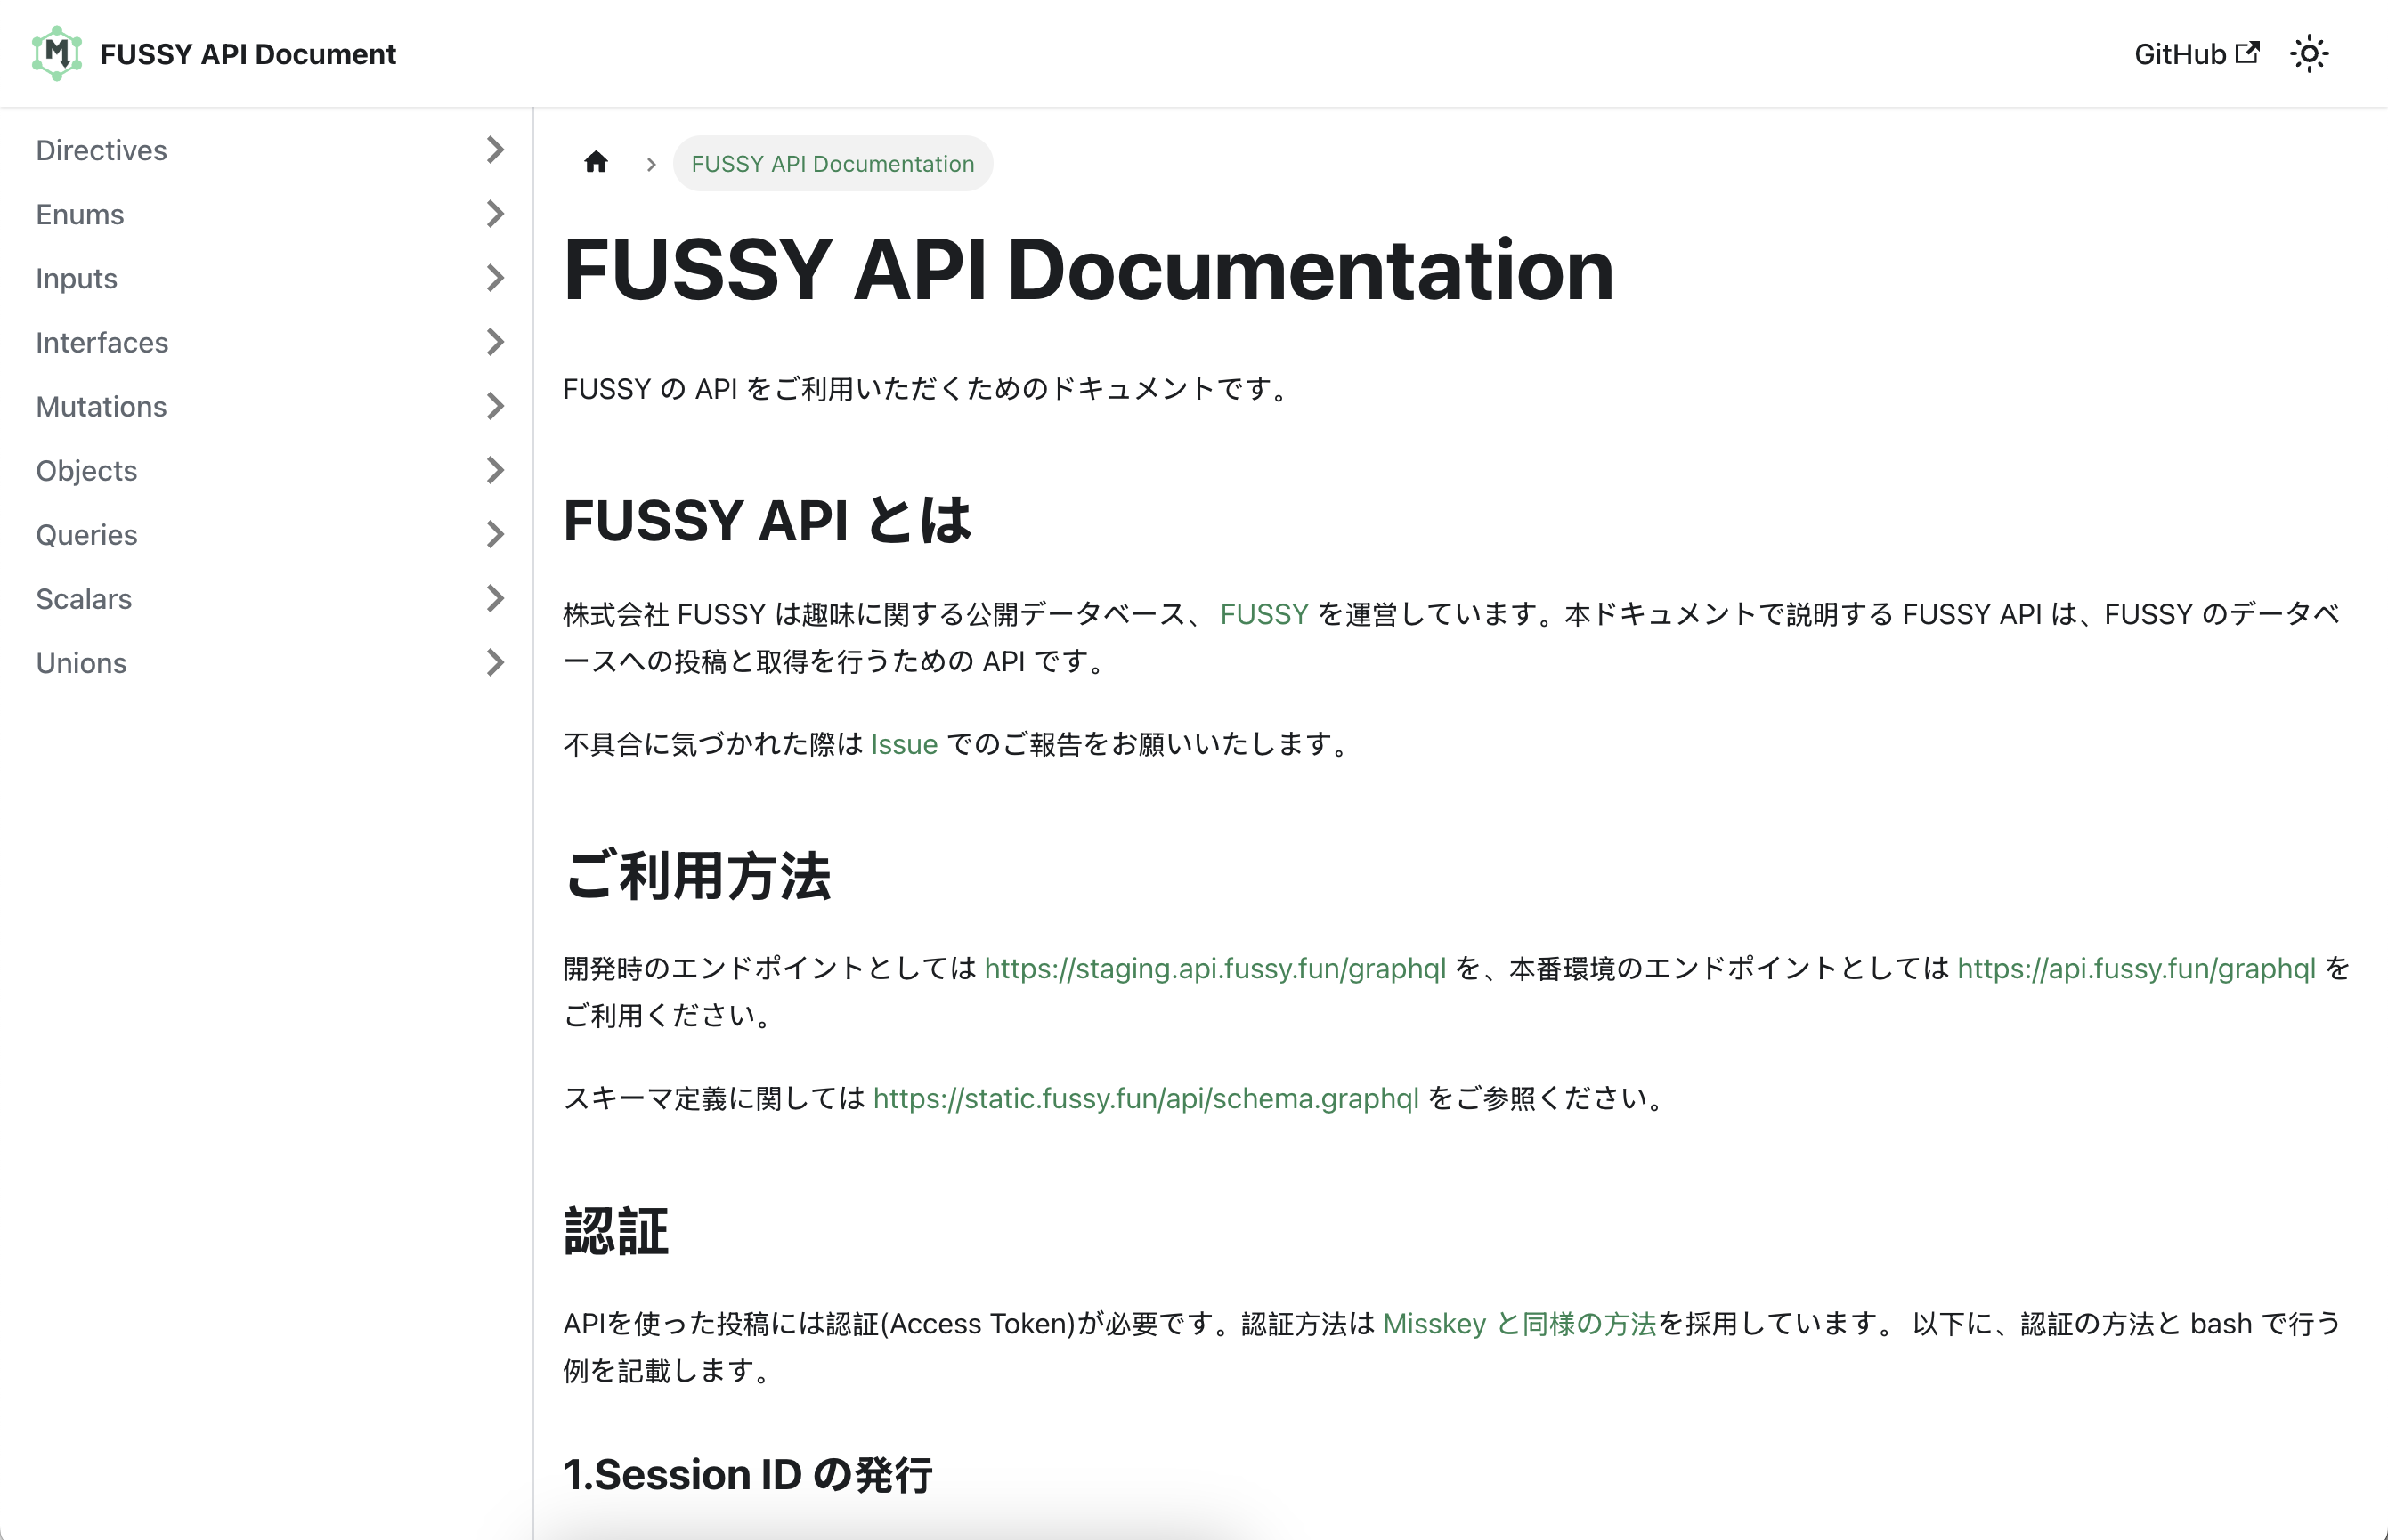 FUSSY API Document
GitHub
Directives
Enums
Inputs
Interfaces
Mutations
Objects
Queries
Scalars
Unions
FUSSY API Documentation
FUSSY API Documentation
FUSSY の API をご利用いただくためのドキュメントです。
FUSSY API とは
株式会社 FUSSY は趣味に関する公開データベース、 FUSSY を運営しています。本ドキュメントで説明する FUSSY API は、FUSSY のデータベ
ースへの投稿と取得を行うための API です。
不具合に気づかれた際は Issue でのご報告をお願いいたします。
ご利用方法
開発時のエンドポイントとしては https://staging.api.fussy.fun/graphql を、本番環境のエンドポイントとしては https://api.fussy.fun/graphql を
ご利用ください。
スキーマ定義に関しては https://static.fussy.fun/api/schema.graphql をご参照ください。
認証
APIを使った投稿には認証(Access Token)が必要です。認証方法は Misskey と同様の方法を採用しています。 以下に、認証の方法と bash で行う
例を記載します。
1.Session ID の発行